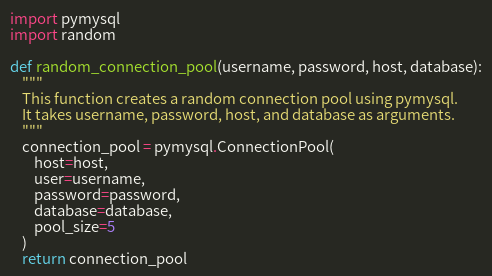 import pymysql
import random

def random_connection_pool(username, password, host, database):
    """
    This function creates a random connection pool using pymysql.
    It takes username, password, host, and database as arguments.
    """
    connection_pool = pymysql.ConnectionPool(
        host=host,
        user=username,
        password=password,
        database=database,
        pool_size=5
    )
    return connection_pool